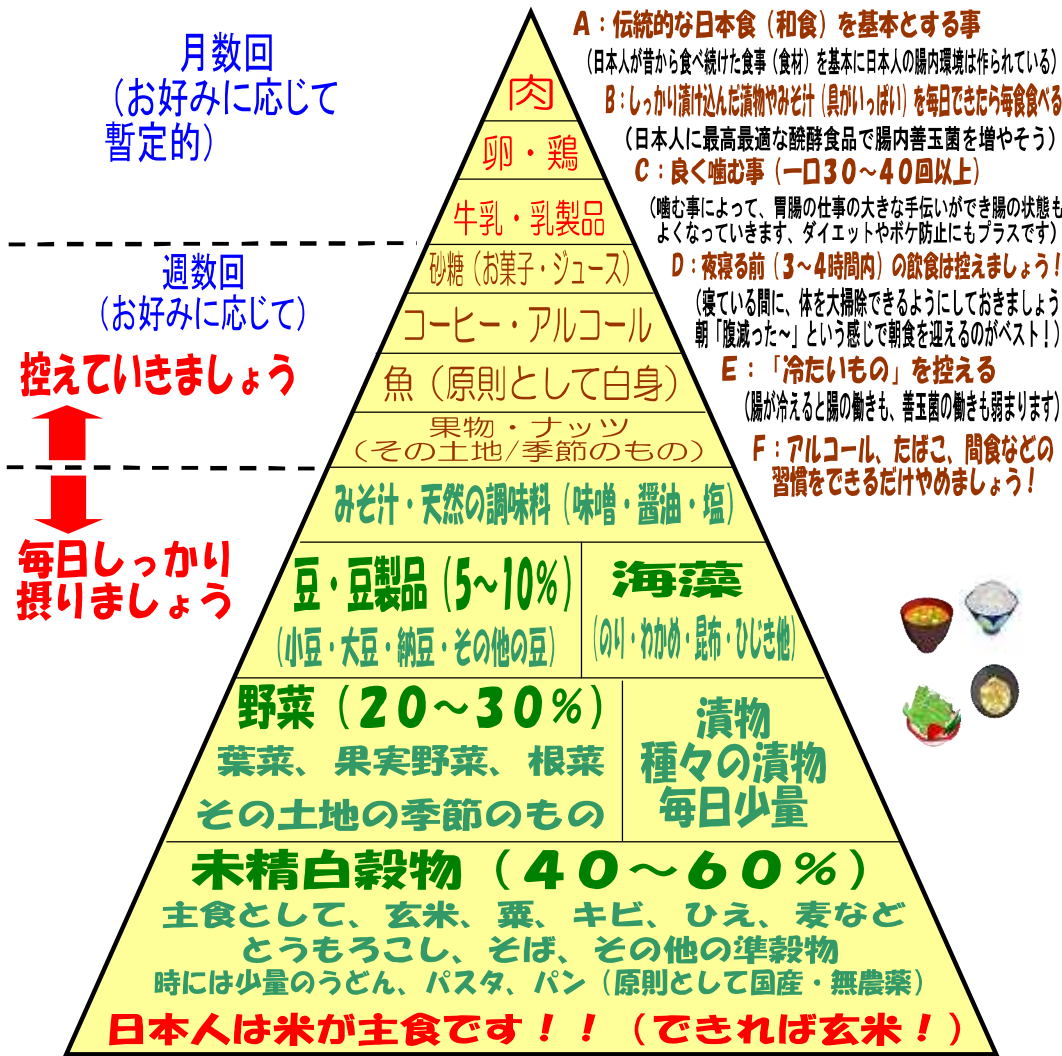 月数回
（お好みに応じて
暫定的）
週数回
（お好みに応じて）
控えていきましょう
毎日しっかり
摂りましょう
肉
卵・鶏
牛乳・乳製品
砂糖（お菓子・ジュース）
コーヒー・アルコール
魚（原則として白身）
果物・ナッツ
（その土地/季節のもの）
みそ汁・天然の調味料（味噌・醤油・塩）
豆・豆製品（5～10%）
（小豆・大豆・納豆・その他の豆）
海藻
（のり・わかめ・昆布・ひじき他）
野菜（20～30%）
葉菜、果実野菜、根菜
その土地の季節のもの
漬物
種々の漬物
毎日少量
未精白穀物（40～60%）
主食として、玄米、粟、キビ、ひえ、麦など
とうもろこし、そば、その他の準穀物
時には少量のうどん、パスタ、パン（原則として国産・無農薬）
日本人は米が主食です！！（できれば玄米！）
A：伝統的な日本食（和食）を基本とする事
（日本人が昔から食べ続けた食事（食材）を基本に日本人の腸内環境は作られている）
B：しっかり漬け込んだ漬物やみそ汁（具がいっぱい）を毎日できたら毎食食べる
（日本人に最高最適な醗酵食品で腸内善玉菌を増やそう）
C：良く噛む事（一口30～40回以上）
（噛む事によって、胃腸の仕事の大きな手伝いができ腸の状態も
よくなっていきます、ダイエットやボケ防止にもプラスです）
D：夜寝る前（3～4時間内）の飲食は控えましょう！
（寝ている間に、体を大掃除できるようにしておきましょう
朝「腹減った～」という感じで朝食を迎えるのがベスト！）
E：「冷たいもの」を控える
（腸が冷えると腸の働きも、善玉菌の働きも弱まります）
F：アルコール、たばこ、間食などの
習慣をできるだけやめましょう！